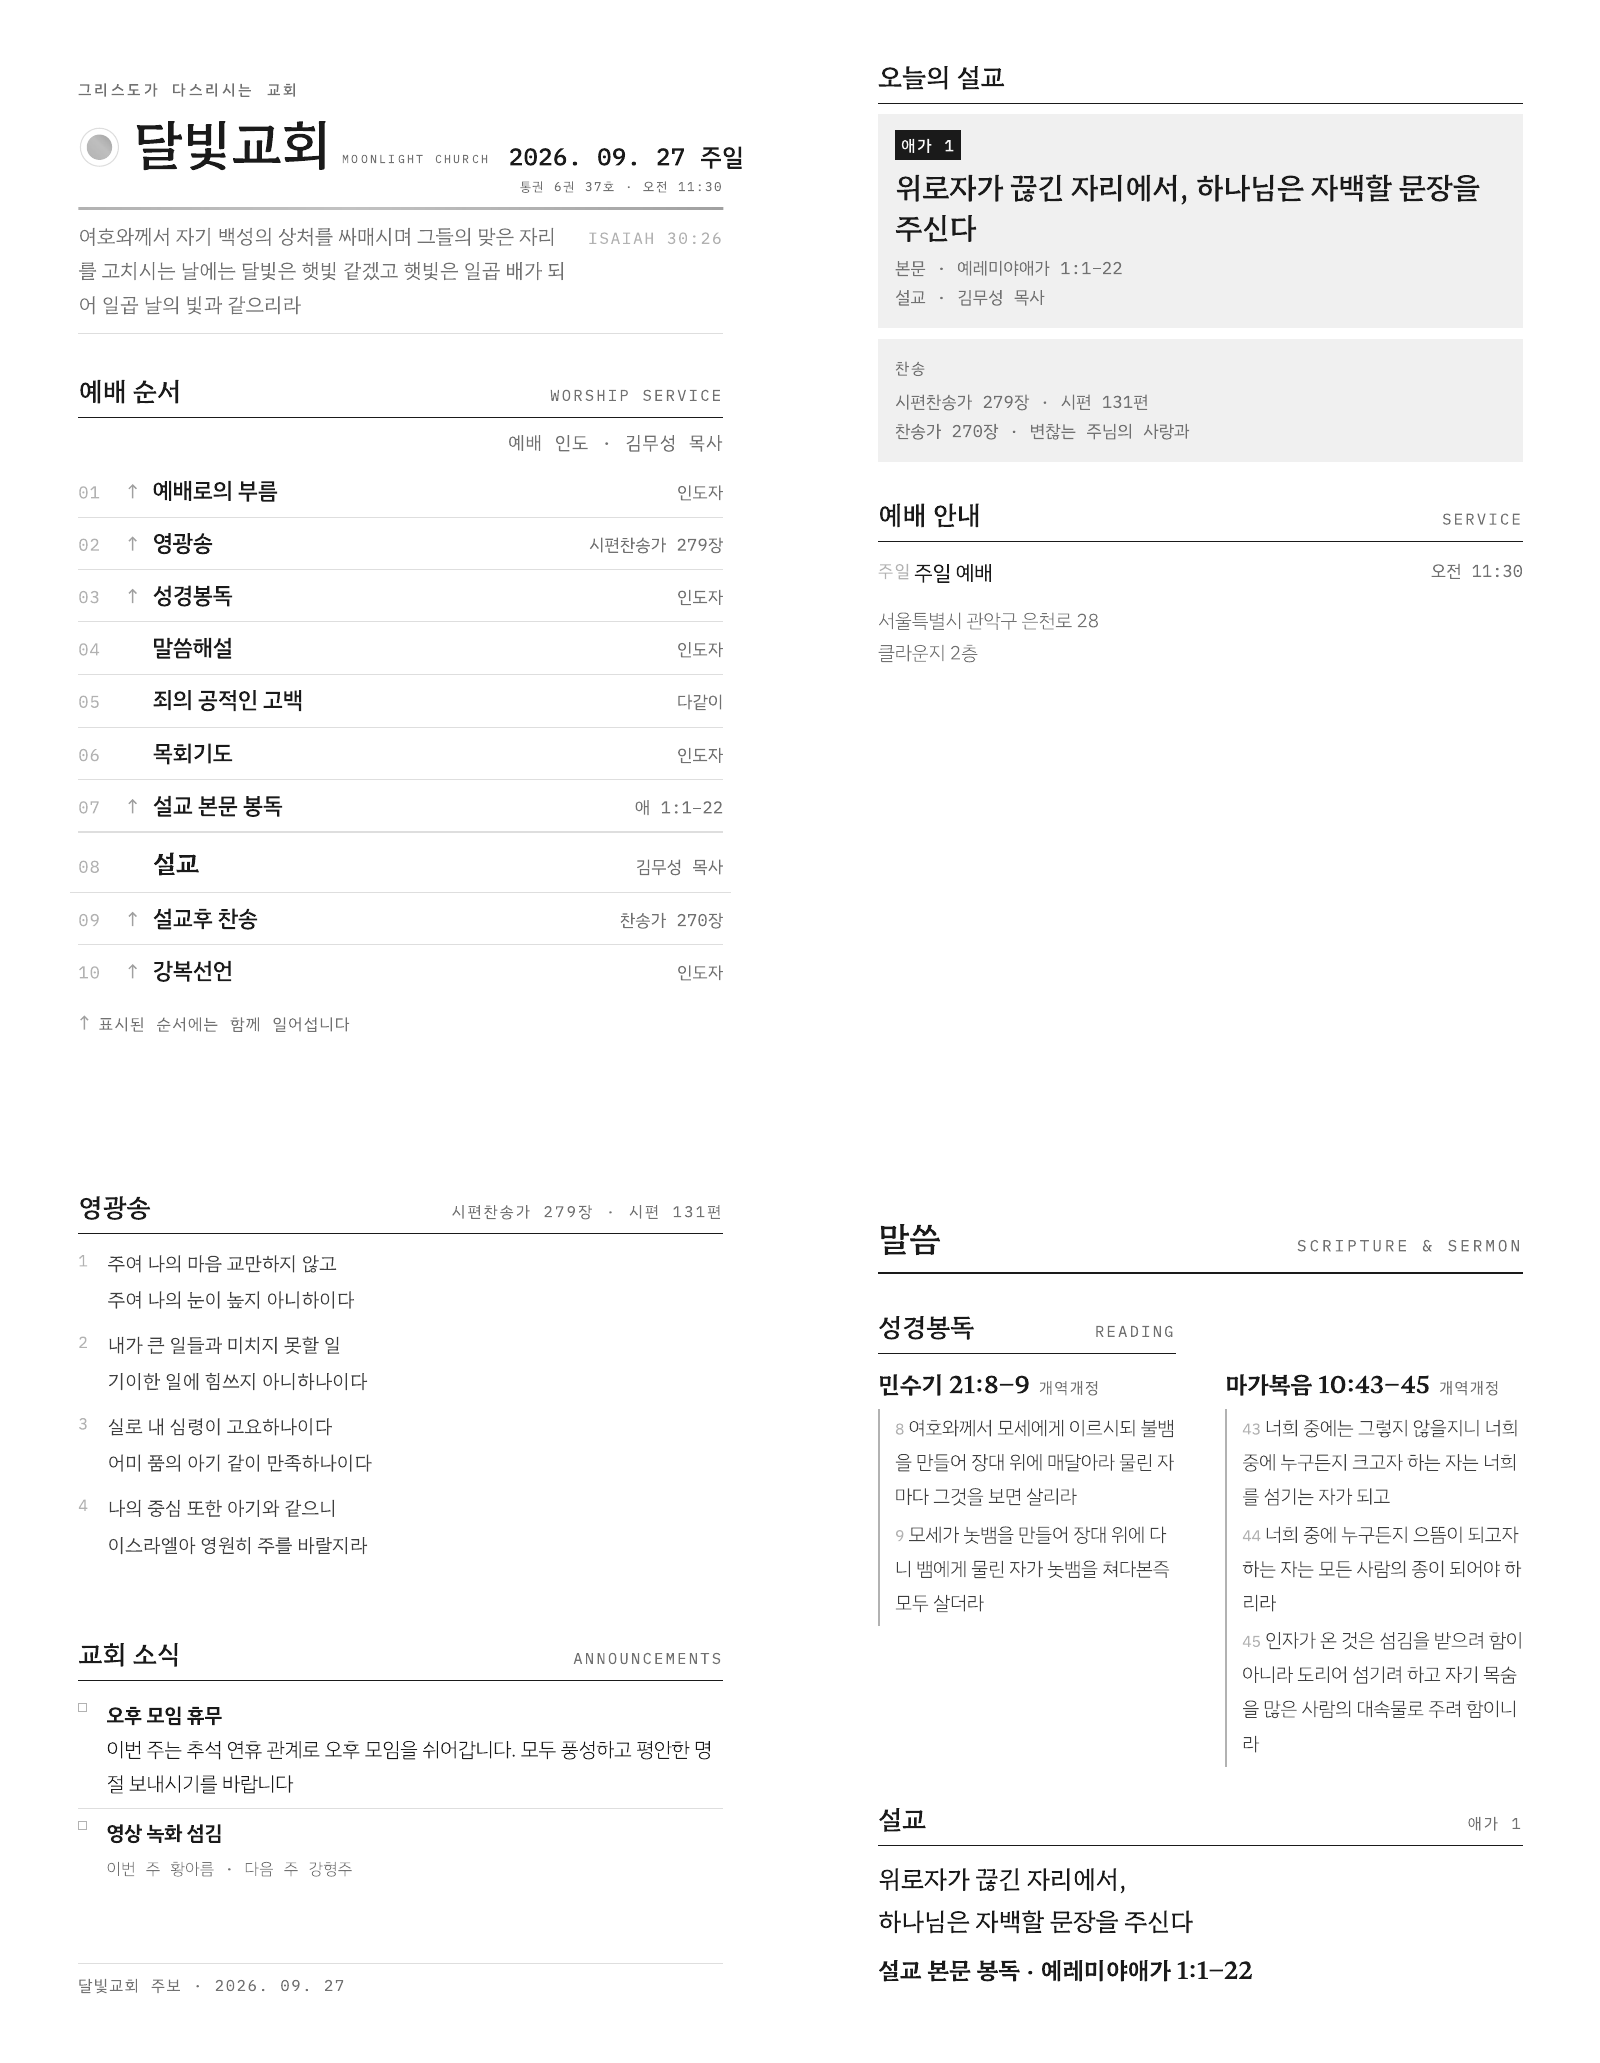 그리스도가 다스리시는 교회
달빛교회 MOONLIGHT CHURCH 2026. 09. 27 주일
통권 6권 37호 · 오전 11:30
여호와께서 자기 백성의 상처를 싸매시며 그들의 맞은 자리 ISAIAH 30:26
를 고치시는 날에는 달빛은 햇빛 같겠고 햇빛은 일곱 배가 되
어 일곱 날의 빛과 같으리라
예배 순서 WORSHIP SERVICE
예배 인도 · 김무성 목사
01 ↑ 예배로의 부름 인도자
02 ↑ 영광송 시편찬송가 279장
03 ↑ 성경봉독 인도자
04 말씀해설 인도자
05 죄의 공적인 고백 다같이
06 목회기도 인도자
07 ↑ 설교 본문 봉독 애 1:1–22
08 설교 김무성 목사
09 ↑ 설교후 찬송 찬송가 270장
10 ↑ 강복선언 인도자
↑ 표시된 순서에는 함께 일어섭니다
오늘의 설교
애가 1
위로자가 끊긴 자리에서, 하나님은 자백할 문장을
주신다
본문 · 예레미야애가 1:1–22
설교 · 김무성 목사
찬송
시편찬송가 279장 · 시편 131편
찬송가 270장 · 변찮는 주님의 사랑과
예배 안내 SERVICE
주일 주일 예배 오전 11:30
서울특별시 관악구 은천로 28
클라운지 2층
영광송 시편찬송가 279장 · 시편 131편
1 주여 나의 마음 교만하지 않고
주여 나의 눈이 높지 아니하이다
2 내가 큰 일들과 미치지 못할 일
기이한 일에 힘쓰지 아니하나이다
3 실로 내 심령이 고요하나이다
어미 품의 아기 같이 만족하나이다
4 나의 중심 또한 아기와 같으니
이스라엘아 영원히 주를 바랄지라
교회 소식 ANNOUNCEMENTS
오후 모임 휴무
이번 주는 추석 연휴 관계로 오후 모임을 쉬어갑니다. 모두 풍성하고 평안한 명
절 보내시기를 바랍니다
영상 녹화 섬김
이번 주 황아름 · 다음 주 강형주
달빛교회 주보 · 2026. 09. 27
말씀 SCRIPTURE & SERMON
성경봉독 READING
민수기 21:8–9 개역개정
8 여호와께서 모세에게 이르시되 불뱀
을 만들어 장대 위에 매달아라 물린 자
마다 그것을 보면 살리라
9 모세가 놋뱀을 만들어 장대 위에 다
니 뱀에게 물린 자가 놋뱀을 쳐다본즉
모두 살더라
마가복음 10:43–45 개역개정
43 너희 중에는 그렇지 않을지니 너희
중에 누구든지 크고자 하는 자는 너희
를 섬기는 자가 되고
44 너희 중에 누구든지 으뜸이 되고자
하는 자는 모든 사람의 종이 되어야 하
리라
45 인자가 온 것은 섬김을 받으려 함이
아니라 도리어 섬기려 하고 자기 목숨
을 많은 사람의 대속물로 주려 함이니
라
설교 애가 1
위로자가 끊긴 자리에서,
하나님은 자백할 문장을 주신다
설교 본문 봉독 · 예레미야애가 1:1–22